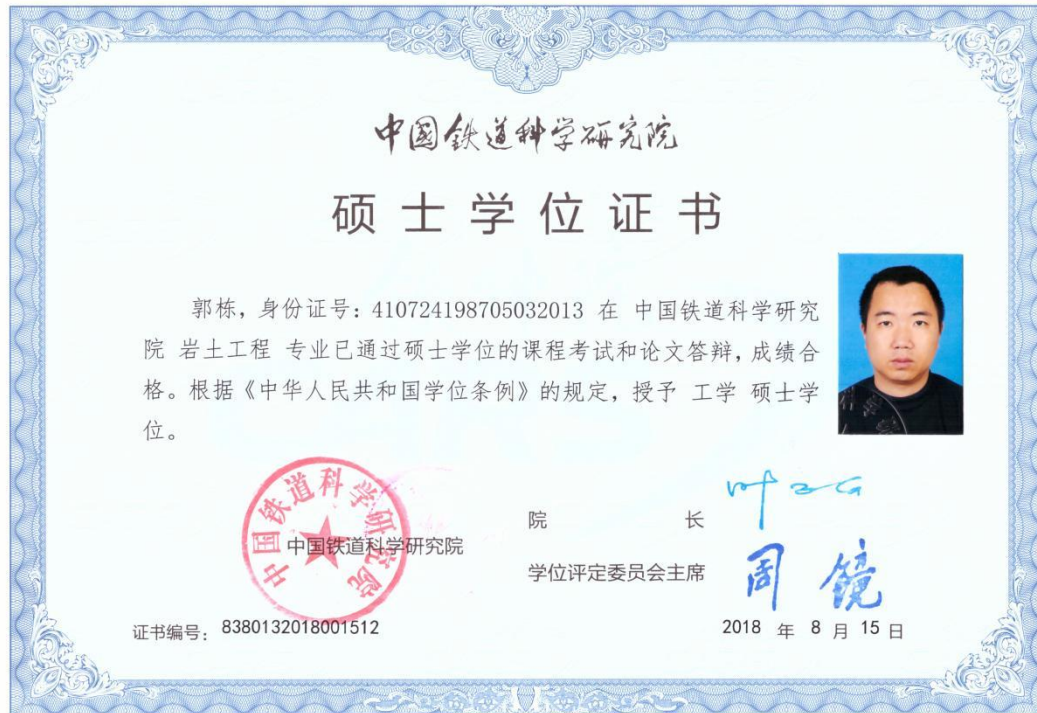 中国铁道科学研究院
硕士学位证书
郭栋，身份证号：410724198705032013 在 中国铁道科学研究
院 岩土工程 专业已通过硕士学位的课程考试和论文答辩，成绩合
格。根据《中华人民共和国学位条例》的规定，授予 工学 硕士学
位。
中国铁道科学研究院
中国铁道科学研究院
院 长
学位评定委员会主席
周镜
证书编号：8380132018001512
2018 年 8 月 15 日